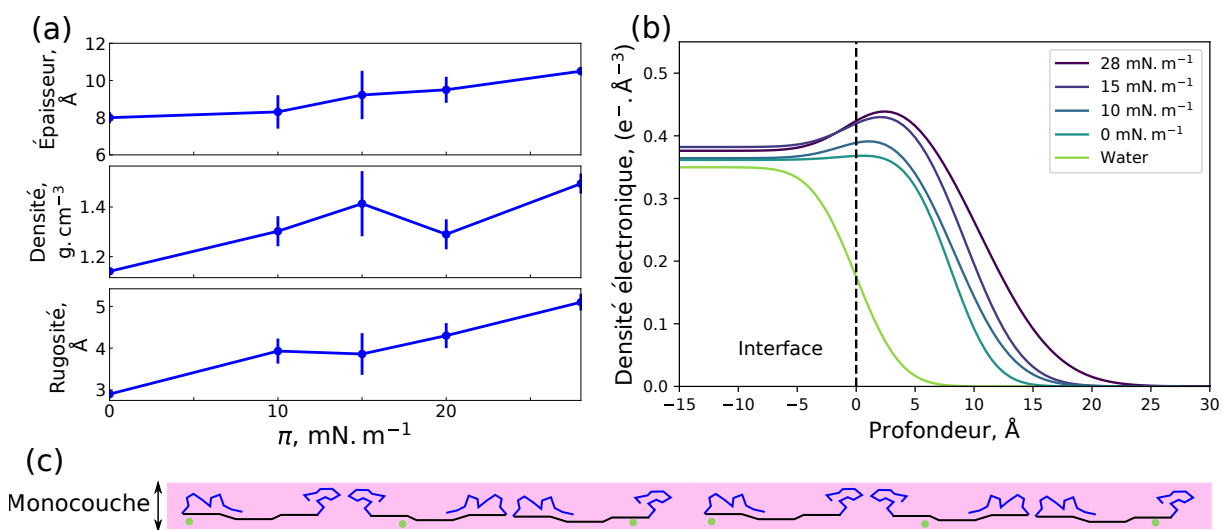 (a)
12
10
8
6
Épaisseur,
Å
1.4
1.2
Densité,
g. cm⁻³
5
4
3
Rugosité,
Å
0
10
20
π, mN. m⁻¹
(b)
0.5
0.4
0.3
0.2
0.1
0.0
Densité électronique, (e⁻. Å⁻³)
28 mN. m⁻¹
15 mN. m⁻¹
10 mN. m⁻¹
0 mN. m⁻¹
Water
Interface
−15 −10 −5 0 5 10 15 20 25 30
Profondeur, Å
(c)
Monocouche